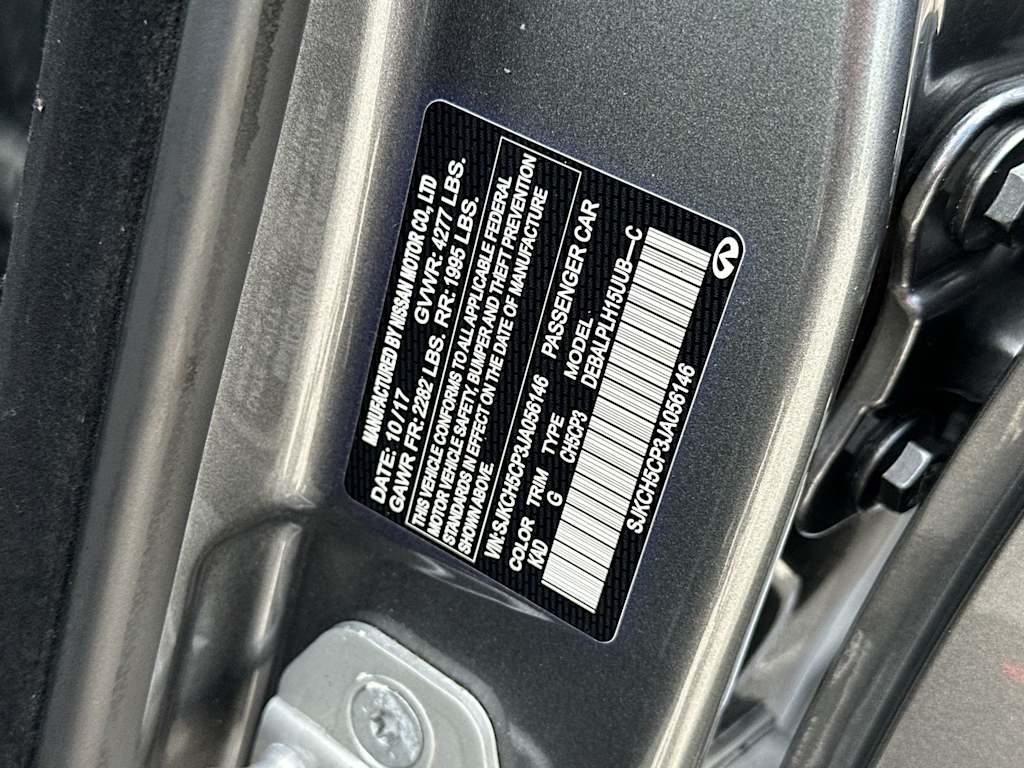 MANUFACTURED BY NISSAN MOTOR CO., LTD
DATE: 10/17 GVWR: 4277 LBS.
GAWR FR: 2282 LBS. RR: 1995 LBS.
THIS VEHICLE CONFORMS TO ALL APPLICABLE FEDERAL
MOTOR VEHICLE SAFETY, BUMPER, AND THEFT PREVENTION
STANDARDS IN EFFECT ON THE DATE OF MANUFACTURE
SHOWN ABOVE.
VIN: SJKCH5CP3JA056146 PASSENGER CAR
COLOR TRIM TYPE MODEL
KAD G CH5CP3 DEBALPLH15UUB--C
SJKCH5CP3JA056146